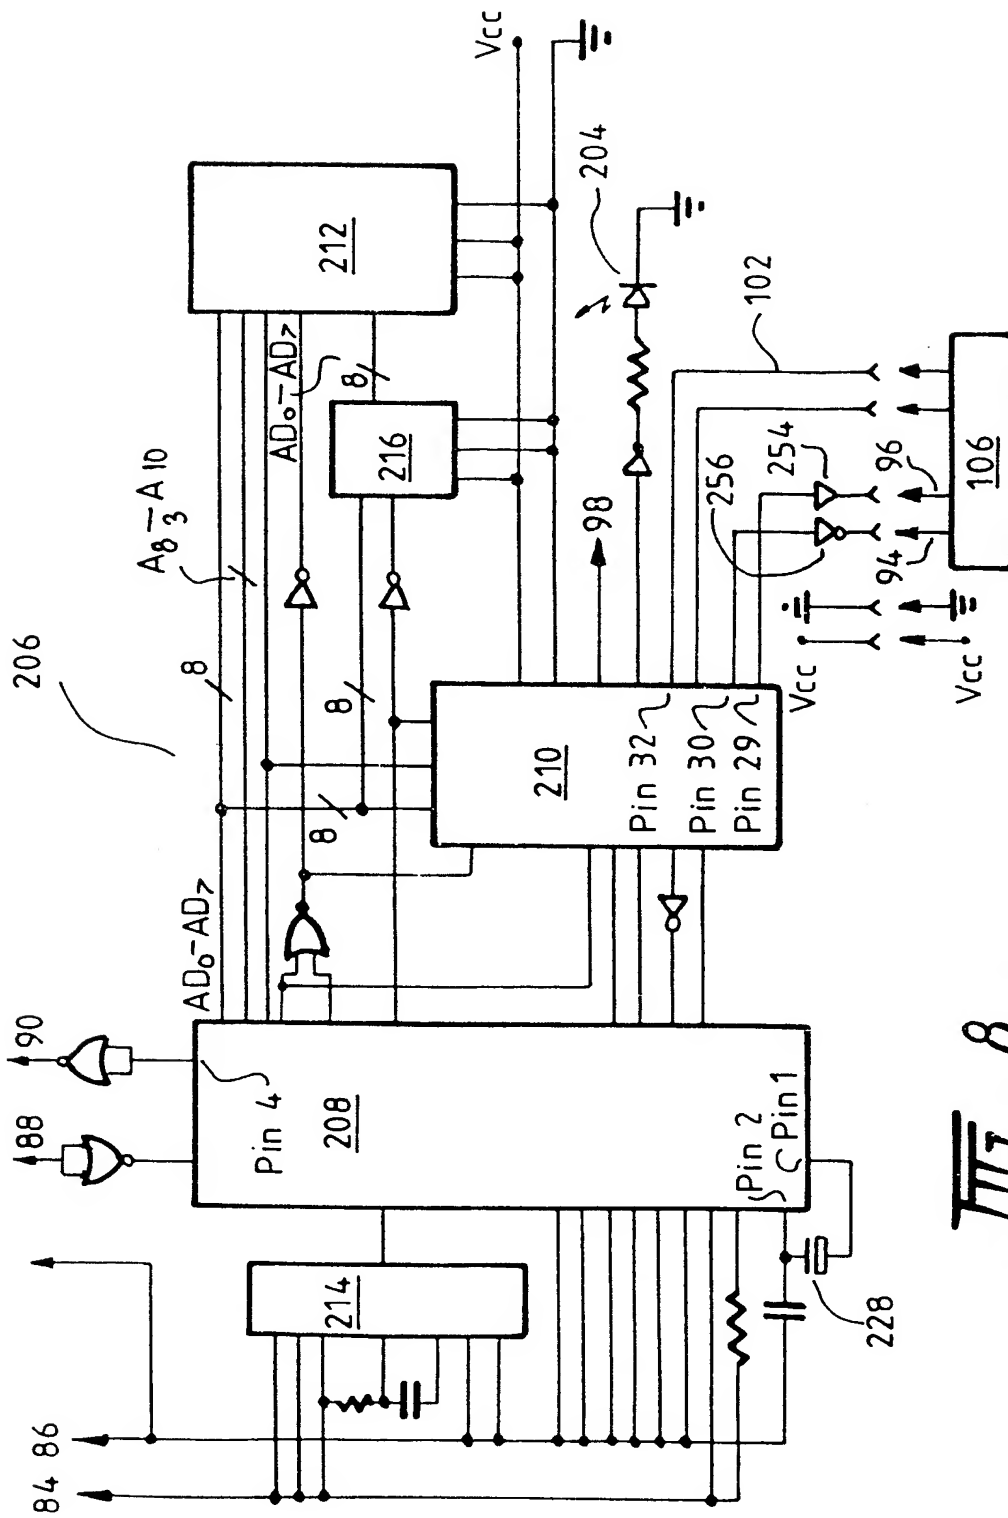 206
84
86
88
90
AD₀-AD₇
8
A₈-A₁₀
3
AD₀-AD₇
8
8
8
212
216
Vcc
204
214
Pin 4
208
Pin 2
Pin 1
228
210
Pin 32
Pin 30
Pin 29
98
102
256
254
Vcc
94
96
Vcc
106
Fig. 8